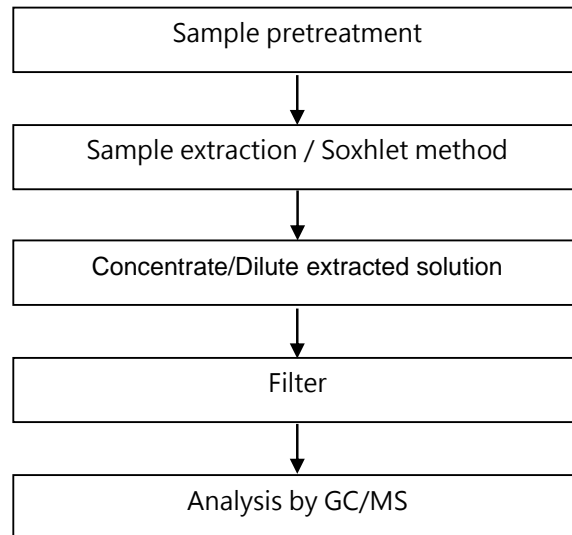 Sample pretreatment
Sample extraction / Soxhlet method
Concentrate/Dilute extracted solution
Filter
Analysis by GC/MS